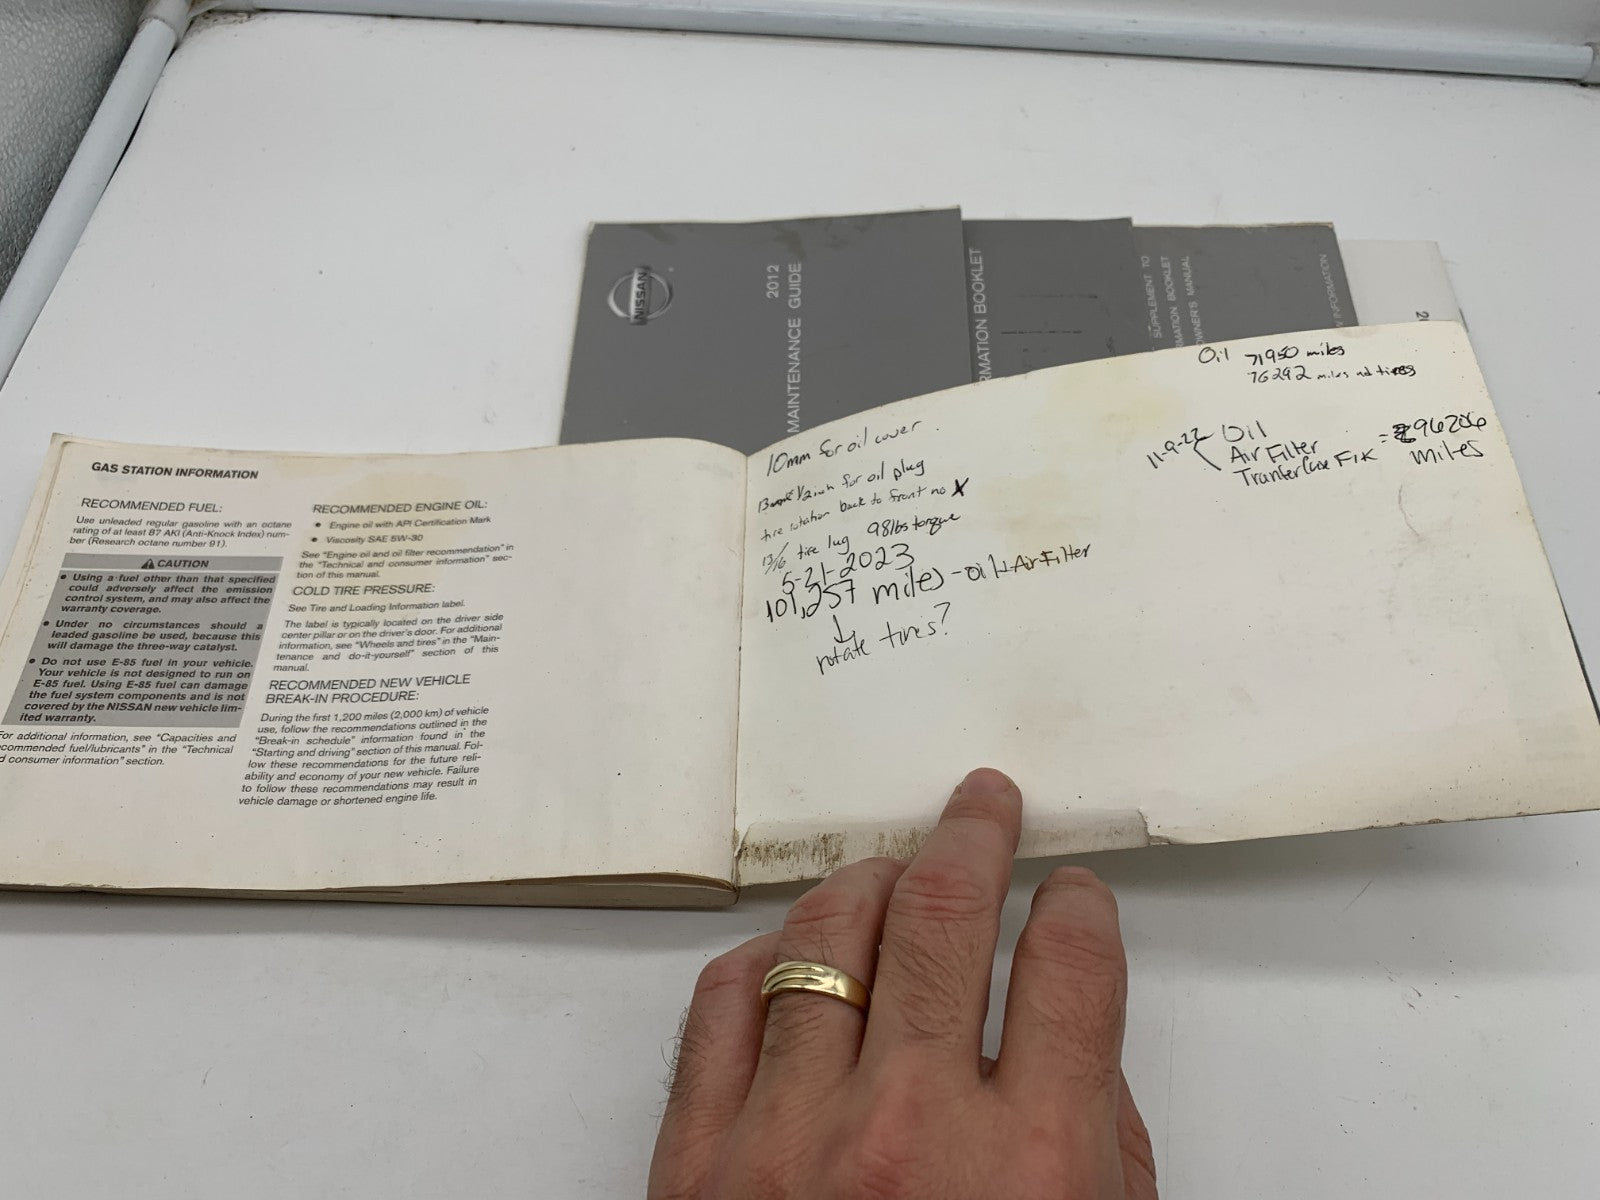 NISSAN
2012
MAINTENANCE GUIDE
RMATION BOOKLET
SUPPLEMENT TO
RMATION BOOKLET
OWNER'S MANUAL
INFORMATION
GAS STATION INFORMATION
RECOMMENDED FUEL:
Use unleaded regular gasoline with an octane
rating of at least 87 AKI (Anti-Knock Index) num-
ber (Research octane number 91).
CAUTION
● Using a fuel other than that specified
could adversely affect the emission
control system, and may also affect the
warranty coverage.
● Under no circumstances should a
leaded gasoline be used, because this
will damage the three-way catalyst.
● Do not use E-85 fuel in your vehicle.
Your vehicle is not designed to run on
E-85 fuel. Using E-85 fuel can damage
the fuel system components and is not
covered by the NISSAN new vehicle lim-
ited warranty.
For additional information, see "Capacities and
commended fuel/lubricants" in the "Technical
d consumer information" section.
RECOMMENDED ENGINE OIL:
● Engine oil with API Certification Mark
● Viscosity SAE 5W-30
See "Engine oil and oil filter recommendation" in
the "Technical and consumer information" sec-
tion of this manual.
COLD TIRE PRESSURE:
See Tire and Loading Information label.
The label is typically located on the driver side
center pillar or on the driver's door. For additional
information, see "Wheels and tires" in the "Main-
tenance and do-it-yourself" section of this
manual.
RECOMMENDED NEW VEHICLE
BREAK-IN PROCEDURE:
During the first 1,200 miles (2,000 km) of vehicle
use, follow the recommendations outlined in the
"Break-in schedule" information found in the
"Starting and driving" section of this manual. Fol-
low these recommendations for the future reli-
ability and economy of your new vehicle. Failure
to follow these recommendations may result in
vehicle damage or shortened engine life.
10mm for oil cover
1/2 inch for oil plug
tire rotation back to front no X
13/16 tire lug 98lbs torque
5-21-2023
101,257 miles - oil + Air Filter
↓
rotate tires?
Oil 71950 miles
76292 miles tires
11-9-22 Oil
Air Filter
= 96206
miles